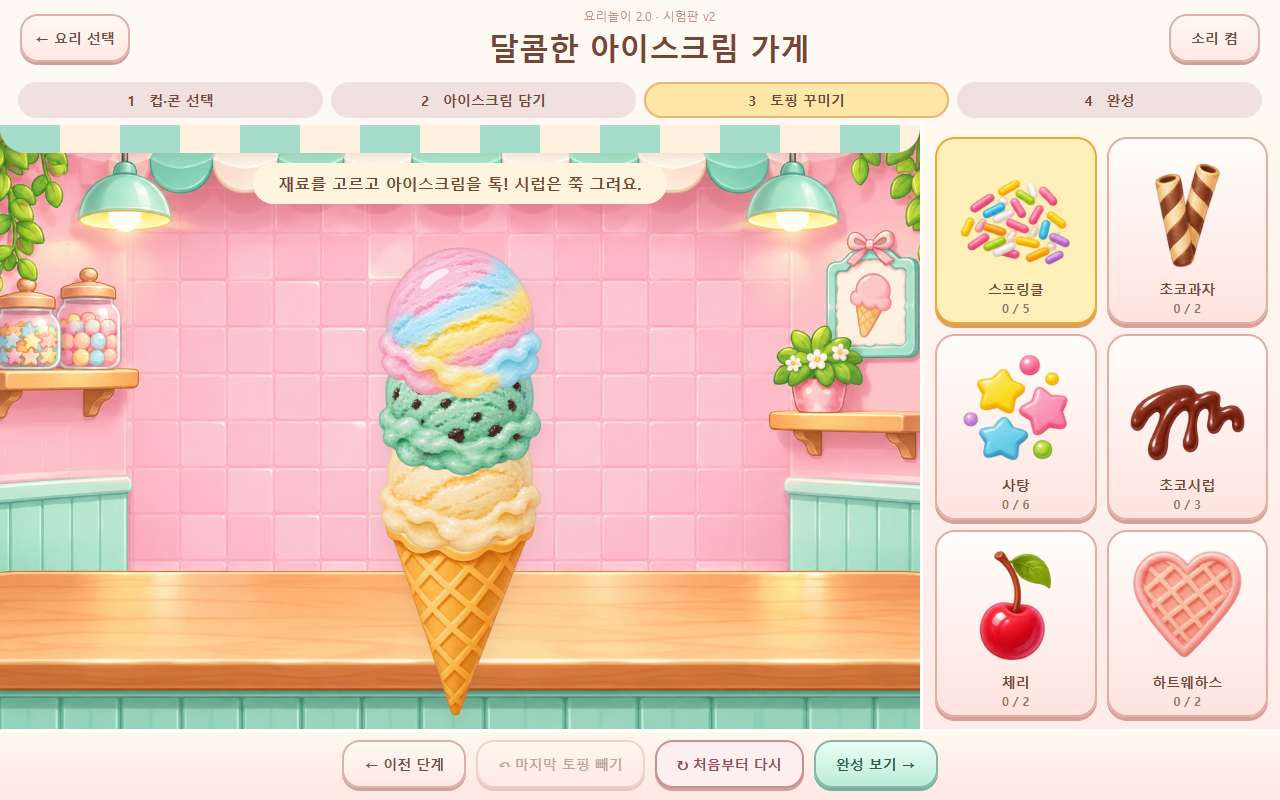 ← 요리 선택
요리놀이 2.0 · 시험판 v2
달콤한 아이스크림 가게
소리 켬
1 컵·콘 선택
2 아이스크림 담기
3 토핑 꾸미기
4 완성
재료를 고르고 아이스크림을 톡! 시럽은 쭉 그려요.
스프링클
0 / 5
초코과자
0 / 2
사탕
0 / 6
초코시럽
0 / 3
체리
0 / 2
하트웨하스
0 / 2
← 이전 단계
↶ 마지막 토핑 빼기
↻ 처음부터 다시
완성 보기 →